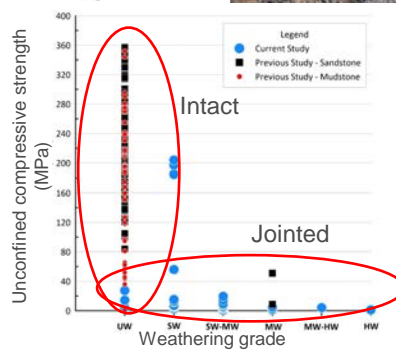 Legend
Current Study
Previous Study - Sandstone
Previous Study - Mudstone
Unconfined compressive strength
(MPa)
400
360
320
280
240
200
160
120
80
40
0
Intact
Jointed
UW
SW
SW-MW
MW
MW-HW
HW
Weathering grade